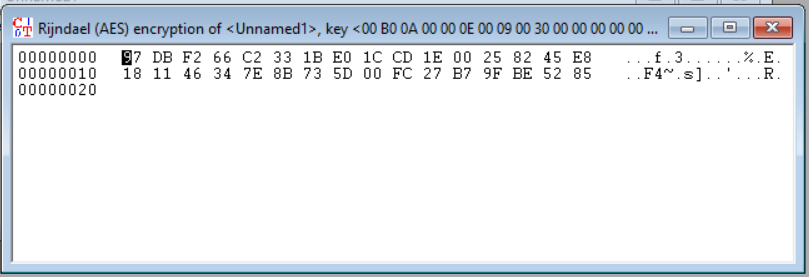 Rijndael (AES) encryption of <Unnamed1>, key <00 B0 0A 00 00 0E 00 09 00 30 00 00 00 00 00 ...
00000000 97 DB F2 66 C2 33 1B E0 1C CD 1E 00 25 82 45 E8 ...f.3......%.E.
00000010 18 11 46 34 7E 8B 73 5D 00 FC 27 B7 9F BE 52 85 ..F4~.s]..'...R.
00000020